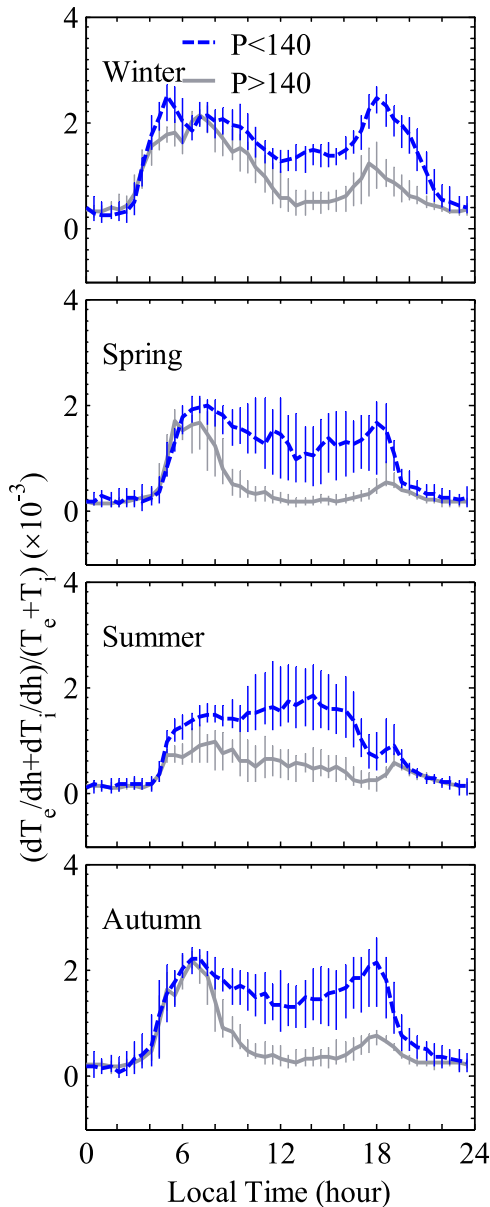 4
P<140
Winter
P>140
2
0
4
Spring
2
0
4
Summer
2
0
4
Autumn
2
0
0 6 12 18 24
Local Time (hour)
(dTe/dh+dTi/dh)/(Te+Ti) (×10⁻³)